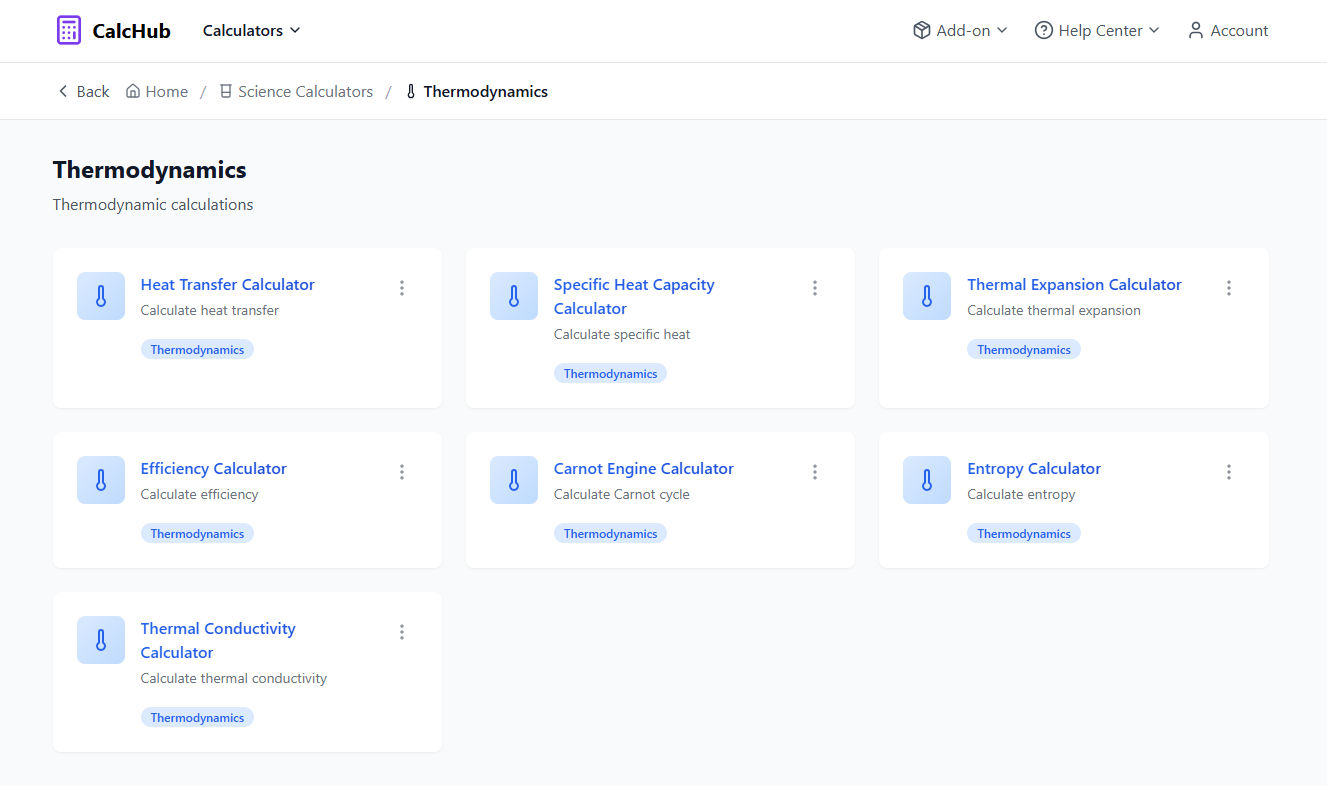 CalcHub Calculators Add-on Help Center Account
Back Home / Science Calculators / Thermodynamics
Thermodynamics
Thermodynamic calculations
Heat Transfer Calculator
Calculate heat transfer
Thermodynamics
Specific Heat Capacity
Calculator
Calculate specific heat
Thermodynamics
Thermal Expansion Calculator
Calculate thermal expansion
Thermodynamics
Efficiency Calculator
Calculate efficiency
Thermodynamics
Carnot Engine Calculator
Calculate Carnot cycle
Thermodynamics
Entropy Calculator
Calculate entropy
Thermodynamics
Thermal Conductivity
Calculator
Calculate thermal conductivity
Thermodynamics